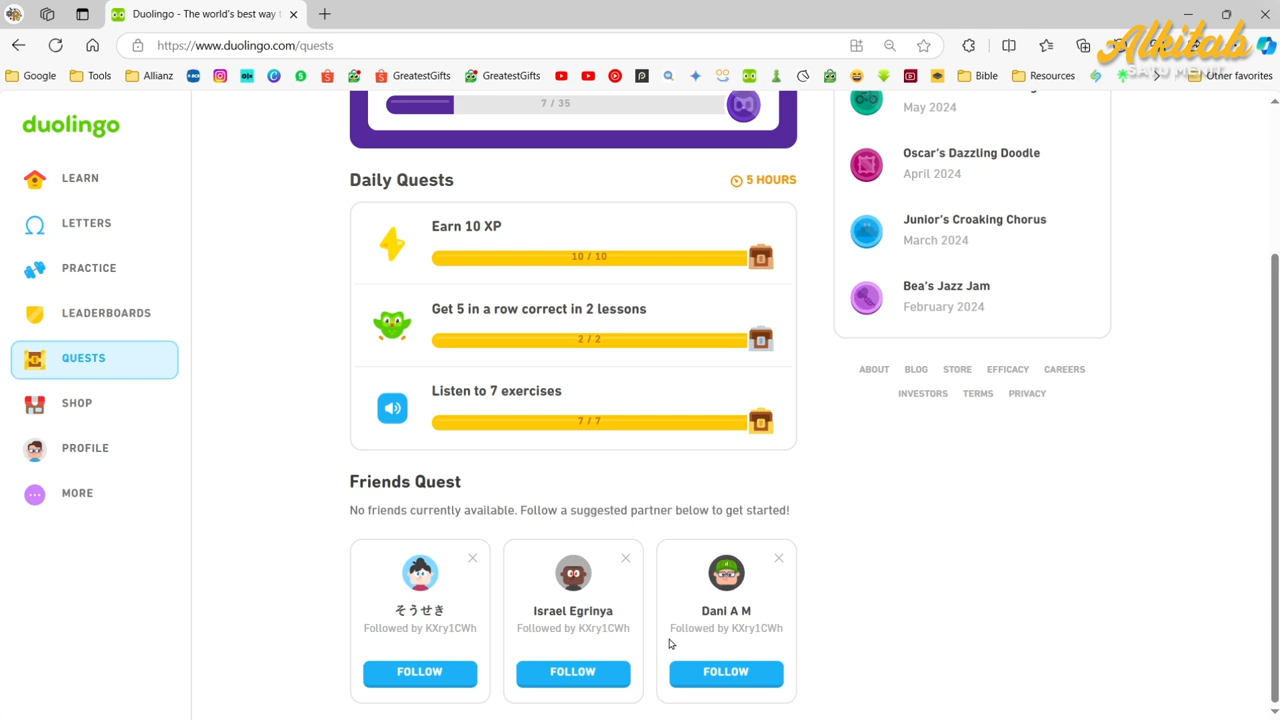 Duolingo - The world's best way t
https://www.duolingo.com/quests
Alkitab
SATU MENIT
Google
Tools
Allianz
GreatestGifts
GreatestGifts
Bible
Resources
Other favorites
duolingo
LEARN
LETTERS
PRACTICE
LEADERBOARDS
QUESTS
SHOP
PROFILE
MORE
7 / 35
Daily Quests
5 HOURS
Earn 10 XP
10 / 10
Get 5 in a row correct in 2 lessons
2 / 2
Listen to 7 exercises
7 / 7
Friends Quest
No friends currently available. Follow a suggested partner below to get started!
そうせき
Followed by KXry1CWh
FOLLOW
Israel Egrinya
Followed by KXry1CWh
FOLLOW
Dani A M
Followed by KXry1CWh
FOLLOW
May 2024
Oscar's Dazzling Doodle
April 2024
Junior's Croaking Chorus
March 2024
Bea's Jazz Jam
February 2024
ABOUT BLOG STORE EFFICACY CAREERS
INVESTORS TERMS PRIVACY